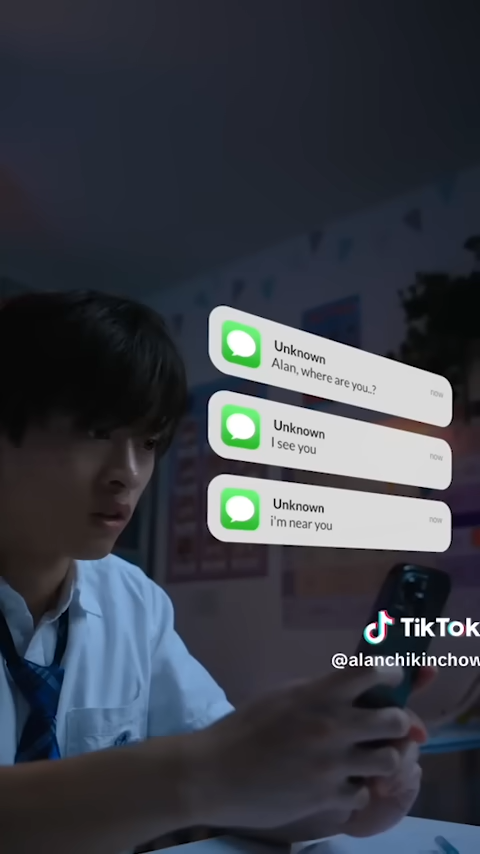 Unknown
Alan, where are you..?
now
Unknown
I see you
now
Unknown
i'm near you
now
TikTok
@alanchikinchow